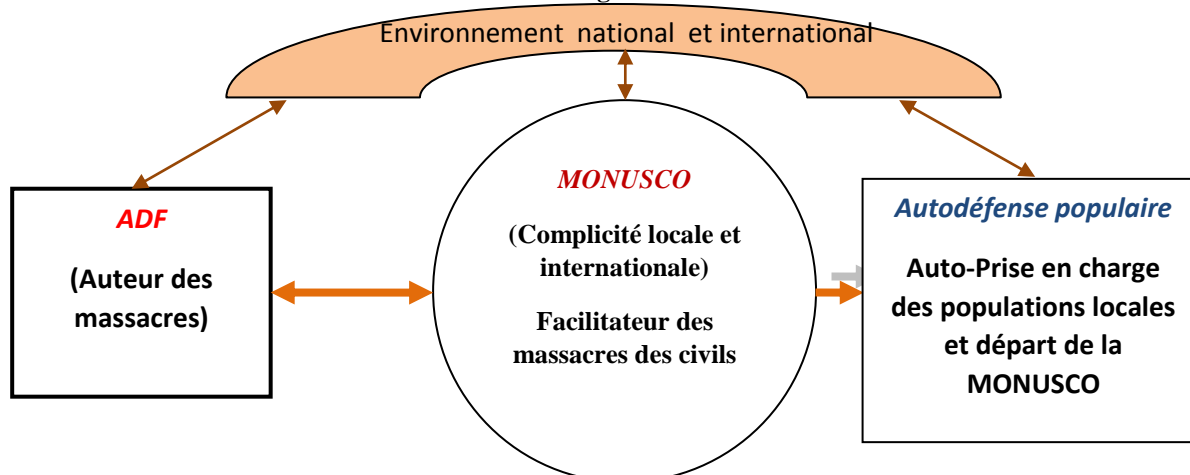 Environnement national et international
ADF
(Auteur des
massacres)
MONUSCO
(Complicité locale et
internationale)
Facilitateur des
massacres des civils
Autodéfense populaire
Auto-Prise en charge
des populations locales
et départ de la
MONUSCO